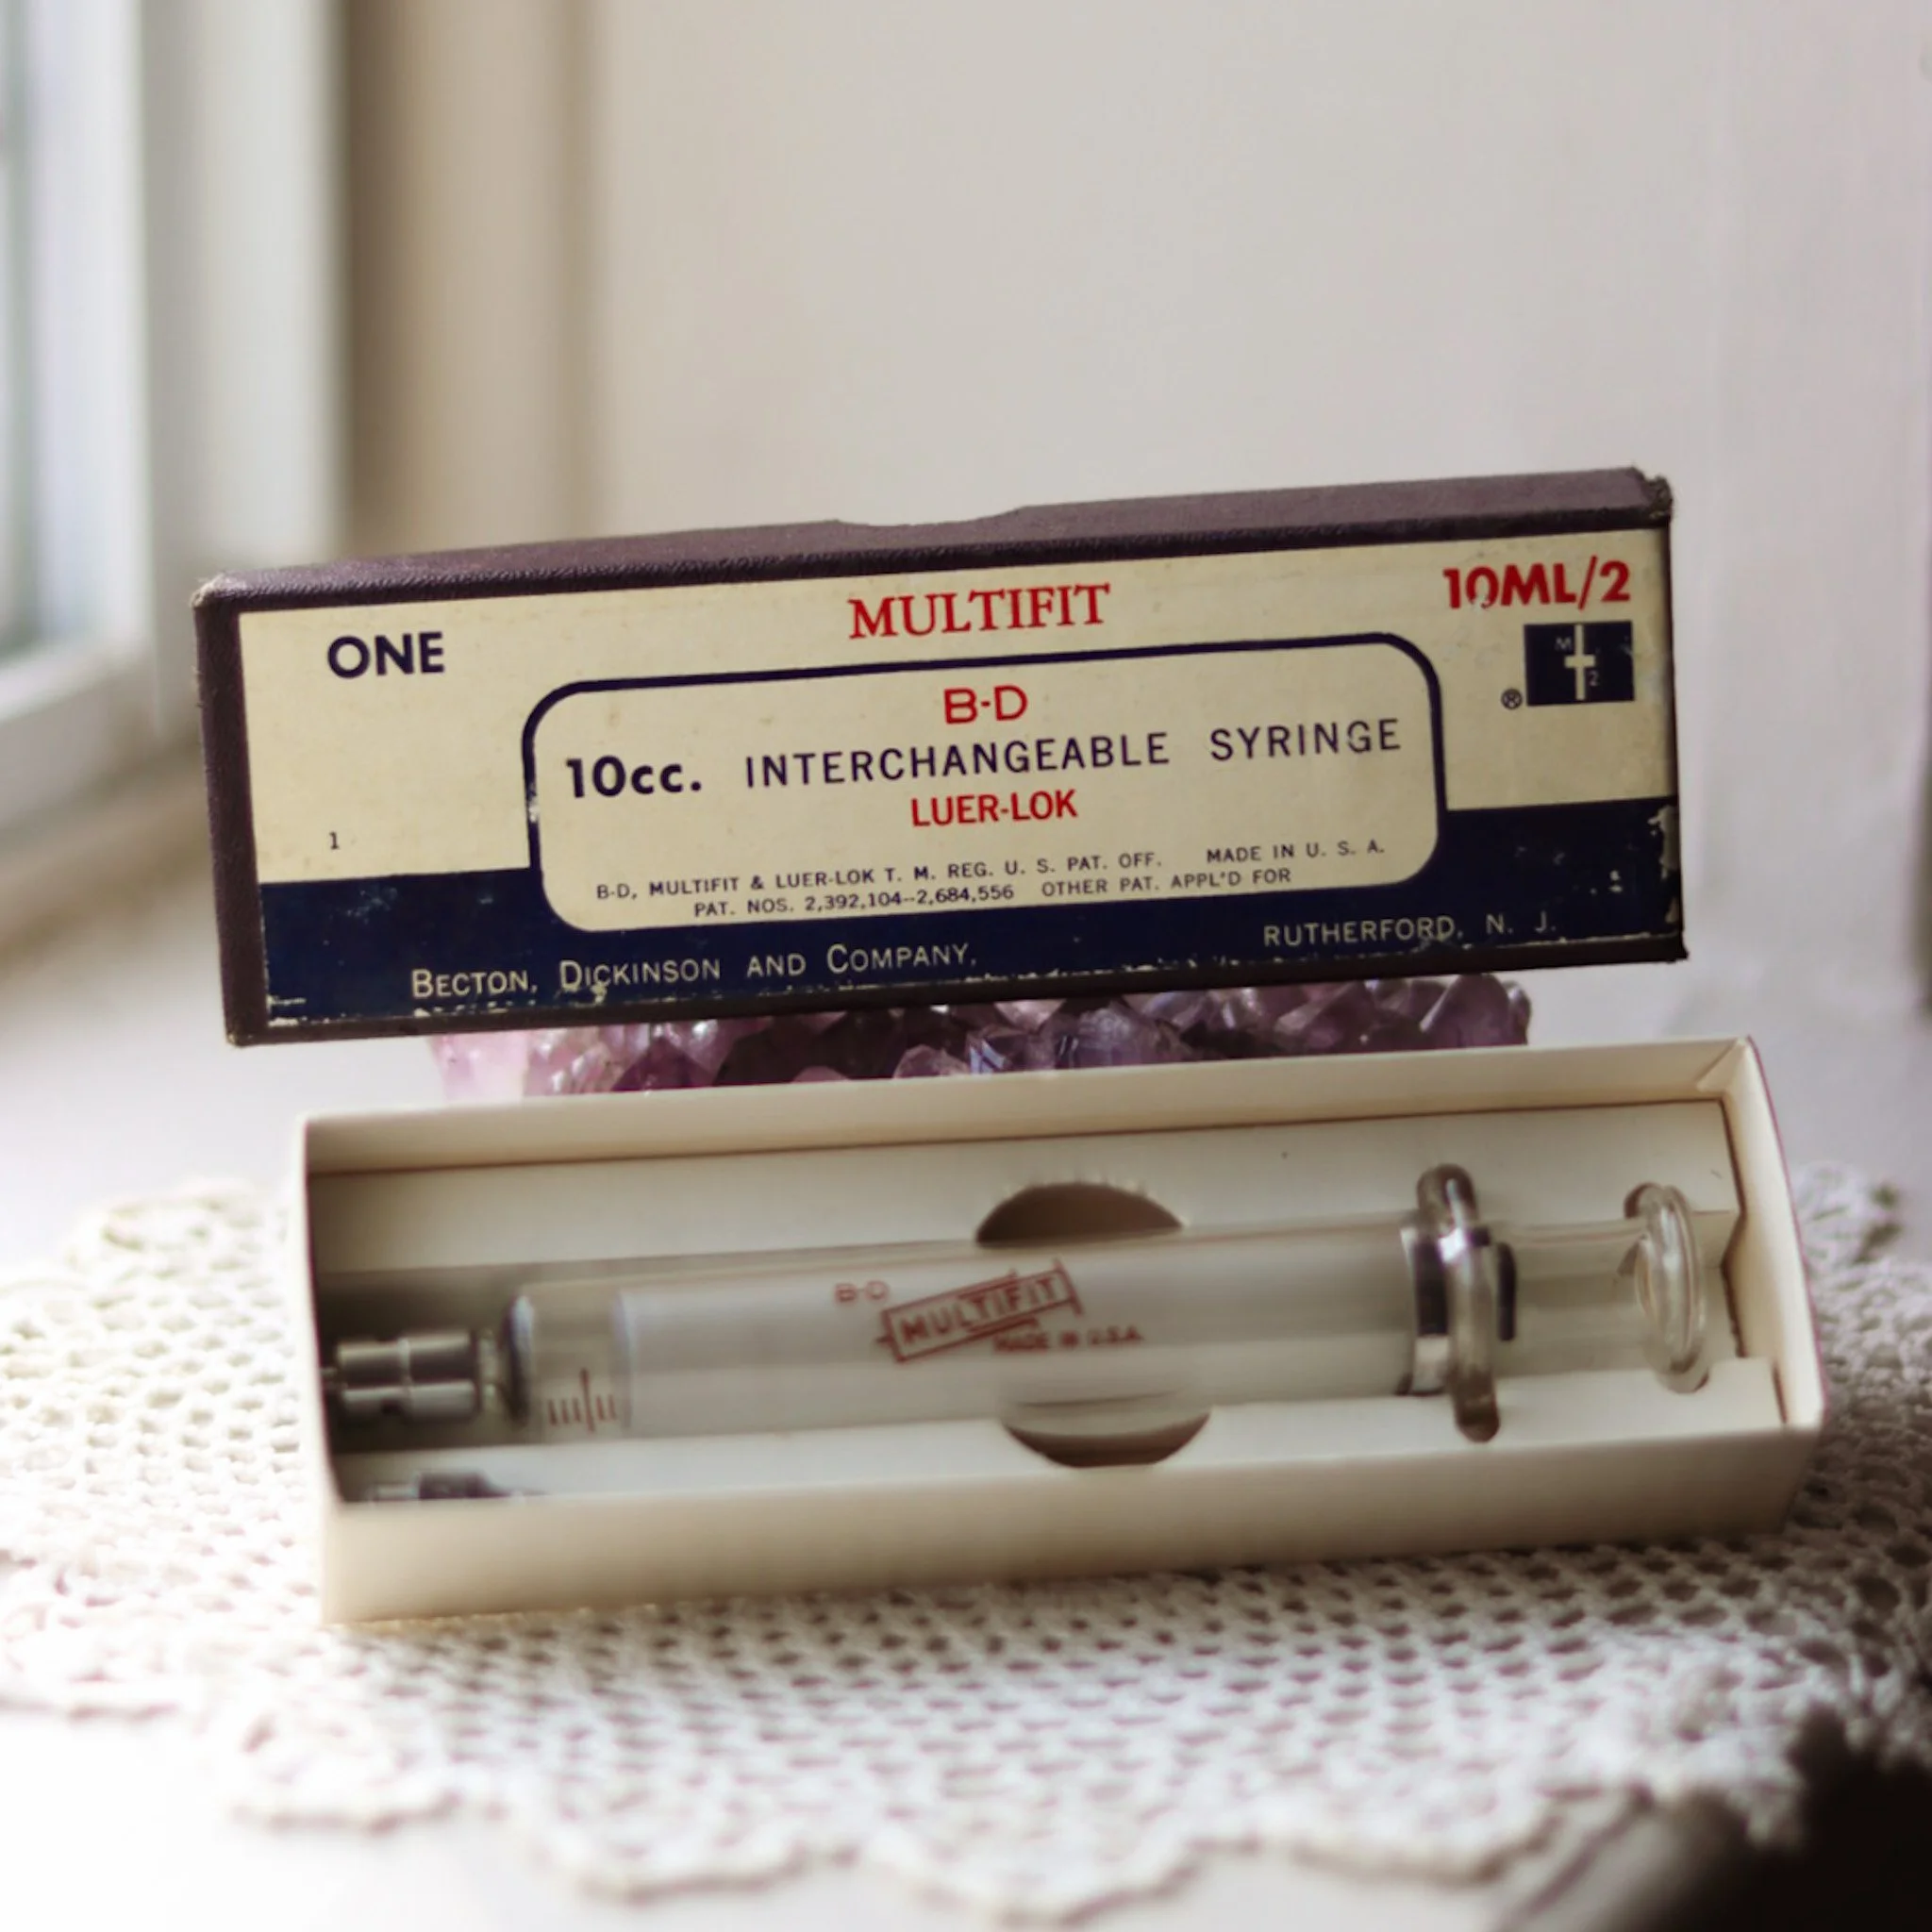 ONE
MULTIFIT
10ML/2
M
2
®
B-D
10cc. INTERCHANGEABLE SYRINGE
LUER-LOK
1
B-D, MULTIFIT & LUER-LOK T. M. REG. U. S. PAT. OFF. MADE IN U. S. A.
PAT. NOS. 2,392,104--2,684,556 OTHER PAT. APPL'D FOR
BECTON, DICKINSON AND COMPANY, RUTHERFORD, N. J.
B-D
MULTIFIT
MADE IN U.S.A.